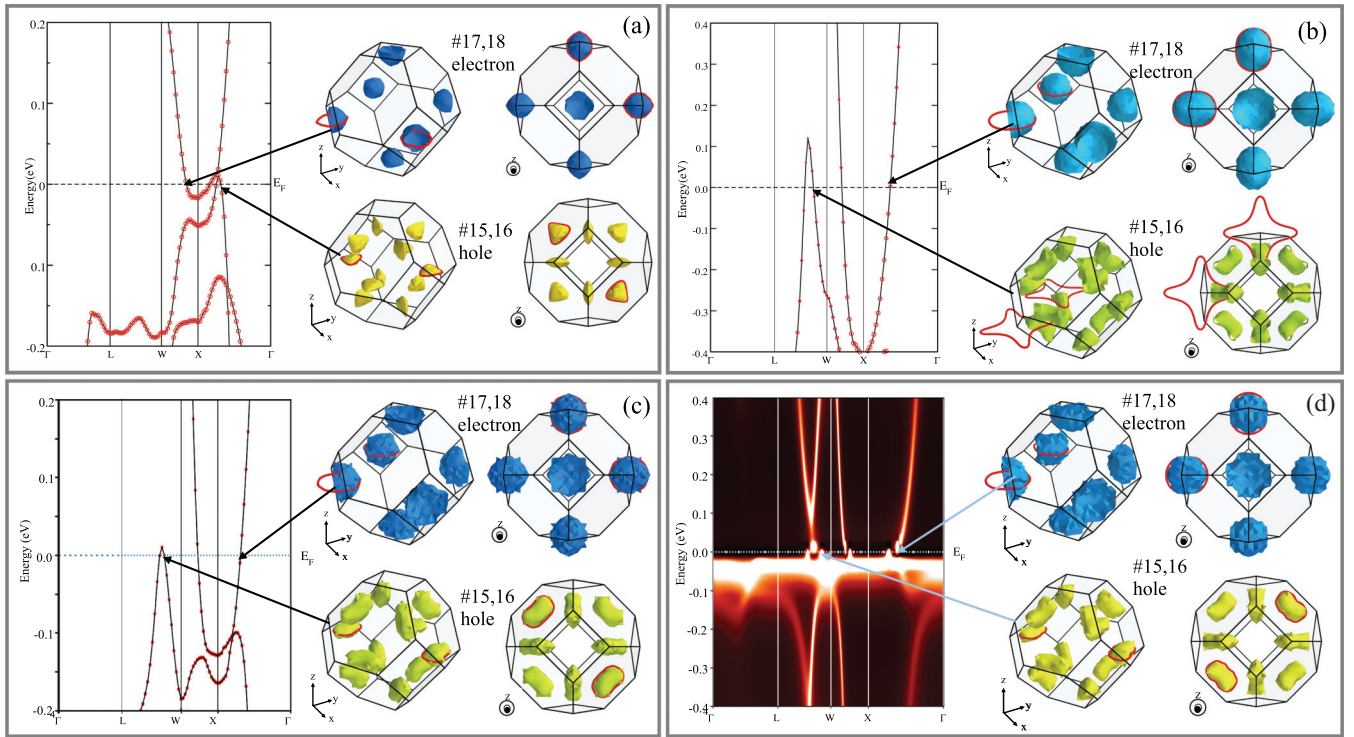 (a)
0.2
0.1
0
0.1
-0.2
Energy(eV)
E_F
Γ L W X Γ
#17,18
electron
z
y
x
z
#15,16
hole
z
y
x
z
(b)
0.4
0.3
0.2
0.1
0.0
-0.1
-0.2
-0.3
-0.4
Energy(eV)
E_F
Γ L W X Γ
#17,18
electron
z
y
x
z
#15,16
hole
z
y
x
z
(c)
0.2
0.1
0.0
-0.1
-0.2
Energy (eV)
E_F
Γ L W X Γ
#17,18
electron
z
y
x
z
#15,16
hole
z
y
x
z
(d)
0.4
0.3
0.2
0.1
0.0
-0.1
-0.2
-0.3
-0.4
Energy (eV)
E_F
Γ L W X Γ
#17,18
electron
z
y
x
z
#15,16
hole
z
y
x
z